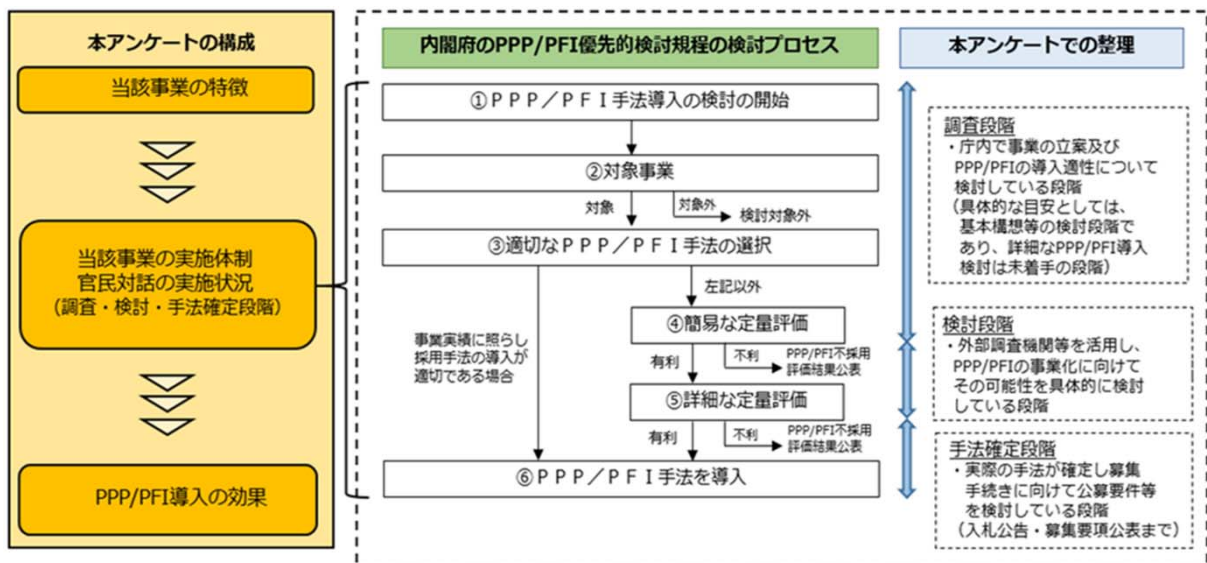 本アンケートの構成
当該事業の特徴
当該事業の実施体制
官民対話の実施状況
(調査・検討・手法確定段階)
PPP/PFI導入の効果
内閣府のPPP/PFI優先的検討規程の検討プロセス
①ＰＰＰ／ＰＦＩ手法導入の検討の開始
②対象事業
対象
対象外
検討対象外
③適切なＰＰＰ／ＰＦＩ手法の選択
左記以外
事業実績に照らし
採用手法の導入が
適切である場合
④簡易な定量評価
有利
不利
PPP/PFI不採用
評価結果公表
⑤詳細な定量評価
有利
不利
PPP/PFI不採用
評価結果公表
⑥ＰＰＰ／ＰＦＩ手法を導入
本アンケートでの整理
調査段階
・庁内で事業の立案及び
PPP/PFIの導入適性について
検討している段階
(具体的な目安としては、
基本構想等の検討段階で
あり、詳細なPPP/PFI導入
検討は未着手の段階)
検討段階
・外部調査機関等を活用し、
PPP/PFIの事業化に向けて
その可能性を具体的に検討
している段階
手法確定段階
・実際の手法が確定し募集
手続きに向けて公募要件等
を検討している段階
(入札公告・募集要項公表まで)